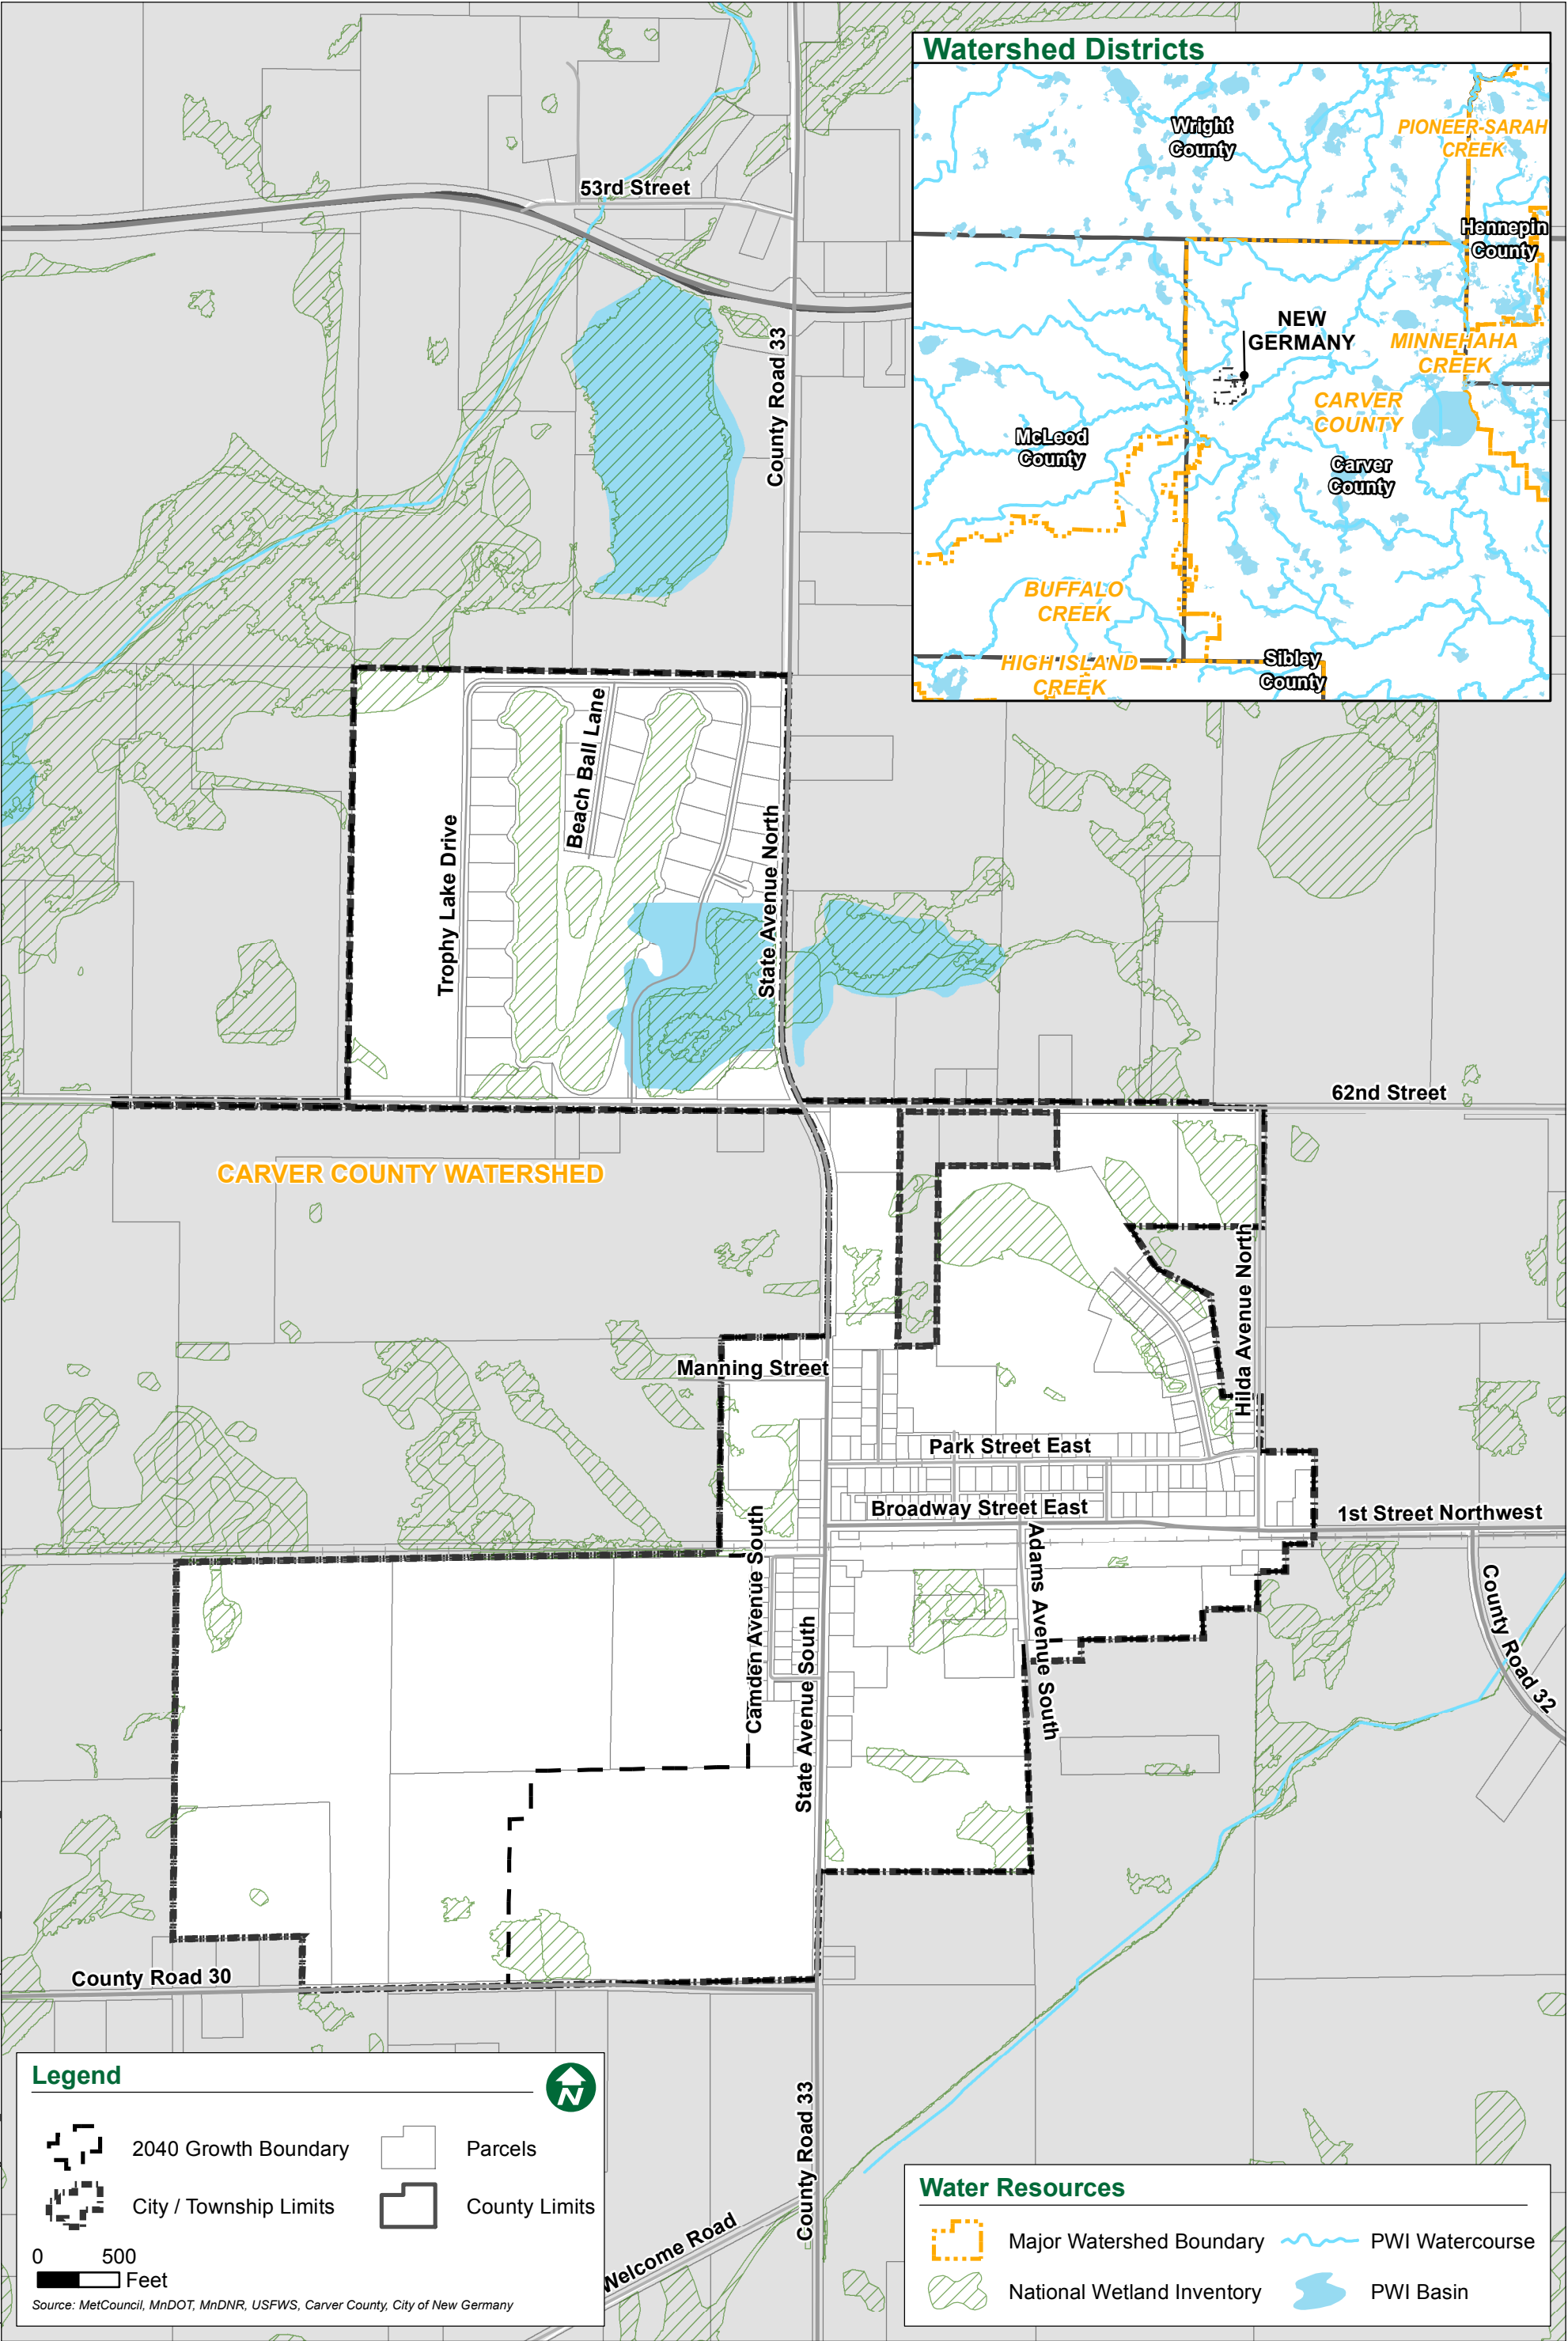 Watershed Districts
Wright
County
PIONEER-SARAH
CREEK
Hennepin
County
NEW
GERMANY
MINNEHAHA
CREEK
CARVER
COUNTY
McLeod
County
Carver
County
BUFFALO
CREEK
HIGH ISLAND
CREEK
Sibley
County
53rd Street
County Road 33
Beach Ball Lane
Trophy Lake Drive
State Avenue North
62nd Street
CARVER COUNTY WATERSHED
Hilda Avenue North
Manning Street
Park Street East
Broadway Street East
1st Street Northwest
Camden Avenue South
Adams Avenue South
State Avenue South
County Road 32
County Road 30
County Road 33
Welcome Road
Legend
N
2040 Growth Boundary
Parcels
City / Township Limits
County Limits
0 500
Feet
Source: MetCouncil, MnDOT, MnDNR, USFWS, Carver County, City of New Germany
Water Resources
Major Watershed Boundary
PWI Watercourse
National Wetland Inventory
PWI Basin